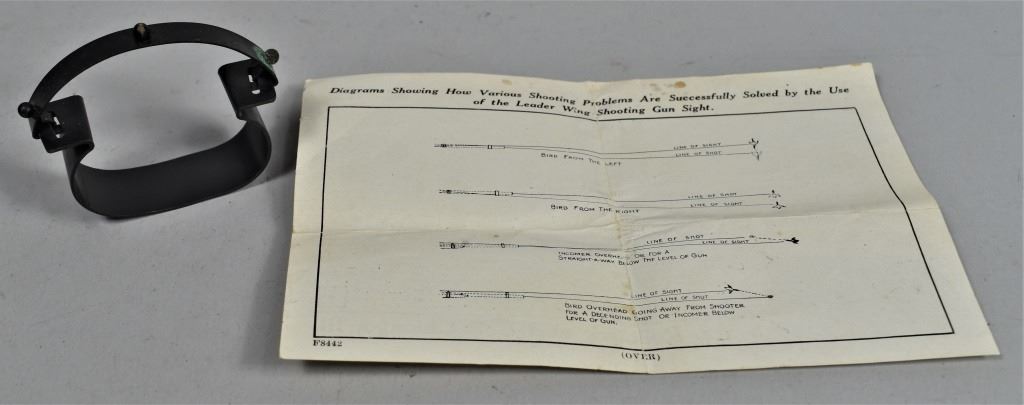 Diagrams Showing How Various Shooting Problems Are Successfully Solved by the Use
of the Leader Wing Shooting Gun Sight.
LINE OF SIGHT
LINE OF SHOT
BIRD FROM THE LEFT
LINE OF SHOT
LINE OF SIGHT
BIRD FROM THE RIGHT
LINE OF SHOT
LINE OF SIGHT
INCOMER OVERHEAD OR FOR A
STRAIGHT-A-WAY BELOW THE LEVEL OF GUN
LINE OF SIGHT
LINE OF SHOT
BIRD OVERHEAD GOING AWAY FROM SHOOTER
FOR A DECENDING SHOT OR INCOMER BELOW
LEVEL OF GUN.
F8442
(OVER)